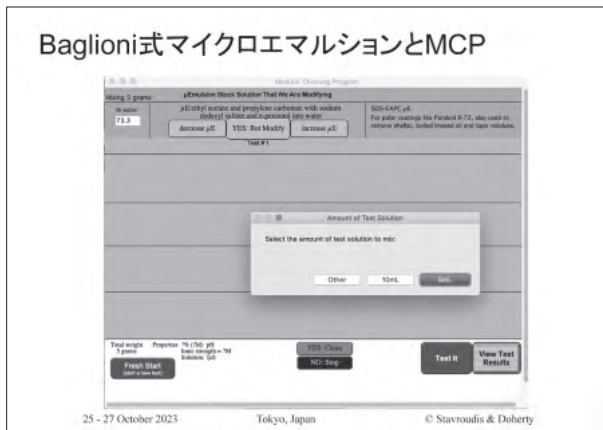 Baglioni式マイクロエマルションとMCP
Modular Cleaning Program
Mixing 5 grams
µEmulsion Stock Solution That We Are Modifying
% water
73.3
µE:ethyl acetate and propylene carbonate with sodium
dodecyl sulfate and n-pentanol into water
SDS-EAPC µE
For polar coatings like Paraloid B-72, also used to
remove shellac, boiled linseed oil and tape residues.
decrease µE
YES: But Modify
increase µE
Test # 1
Amount of Test Solution
Select the amount of test solution to mix:
Other
10mL
5mL
Total weight
5 grams
Properties
pH
Ionic strength =
Solution:
Fresh Start
(start a new test)
YES: Clean
NO: Stop
Test It
View Test
Results
25 - 27 October 2023
Tokyo, Japan
© Stavroudis & Doherty